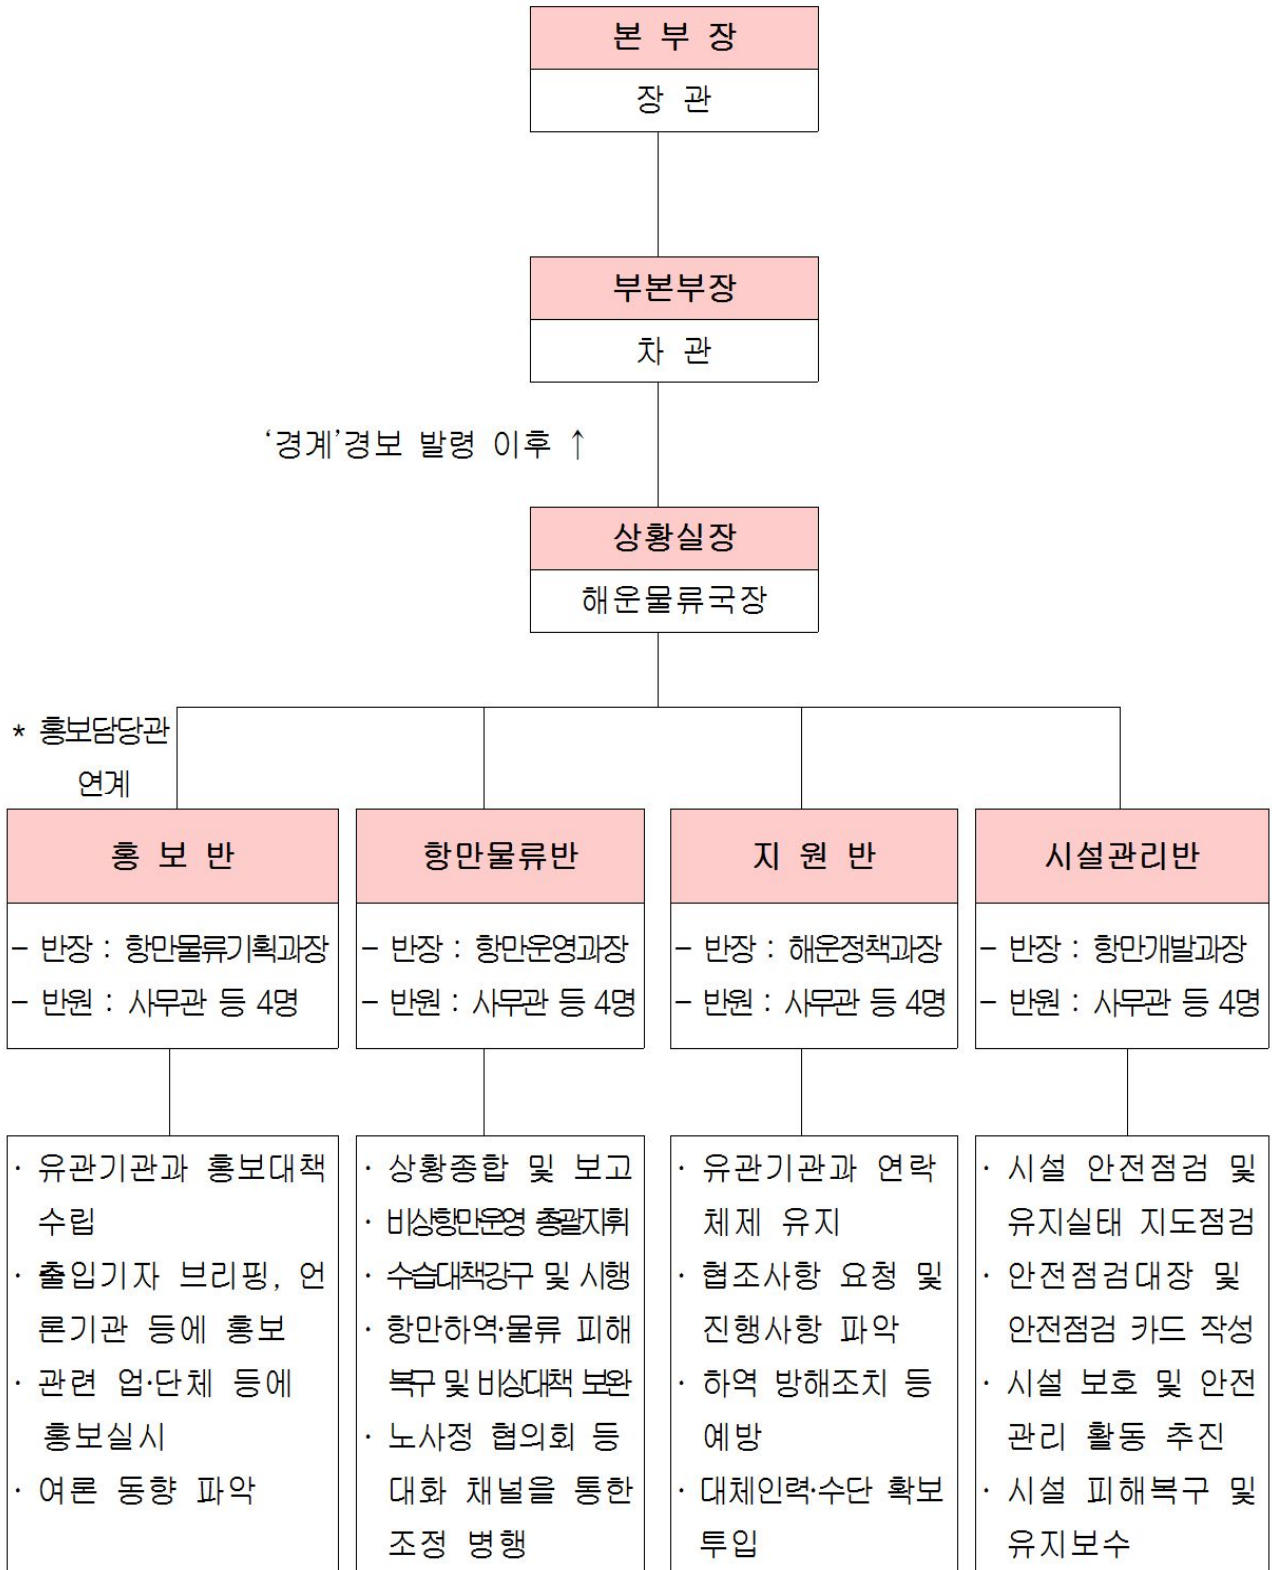 본 부 장
장 관
부본부장
차 관
‘경계’경보 발령 이후 ↑
상황실장
해운물류국장
* 홍보담당관
연계
홍 보 반
- 반장 : 항만물류기획과장
- 반원 : 사무관 등 4명
· 유관기관과 홍보대책
수립
· 출입기자 브리핑, 언
론기관 등에 홍보
· 관련 업·단체 등에
홍보실시
· 여론 동향 파악
항만물류반
- 반장 : 항만운영과장
- 반원 : 사무관 등 4명
· 상황종합 및 보고
· 비상항만운영 총괄지휘
· 수습대책강구 및 시행
· 항만하역·물류 피해
복구 및 비상대책 보완
· 노사정 협의회 등
대화 채널을 통한
조정 병행
지 원 반
- 반장 : 해운정책과장
- 반원 : 사무관 등 4명
· 유관기관과 연락
체제 유지
· 협조사항 요청 및
진행사항 파악
· 하역 방해조치 등
예방
· 대체인력·수단 확보
투입
시설관리반
- 반장 : 항만개발과장
- 반원 : 사무관 등 4명
· 시설 안전점검 및
유지실태 지도점검
· 안전점검대장 및
안전점검 카드 작성
· 시설 보호 및 안전
관리 활동 추진
· 시설 피해복구 및
유지보수